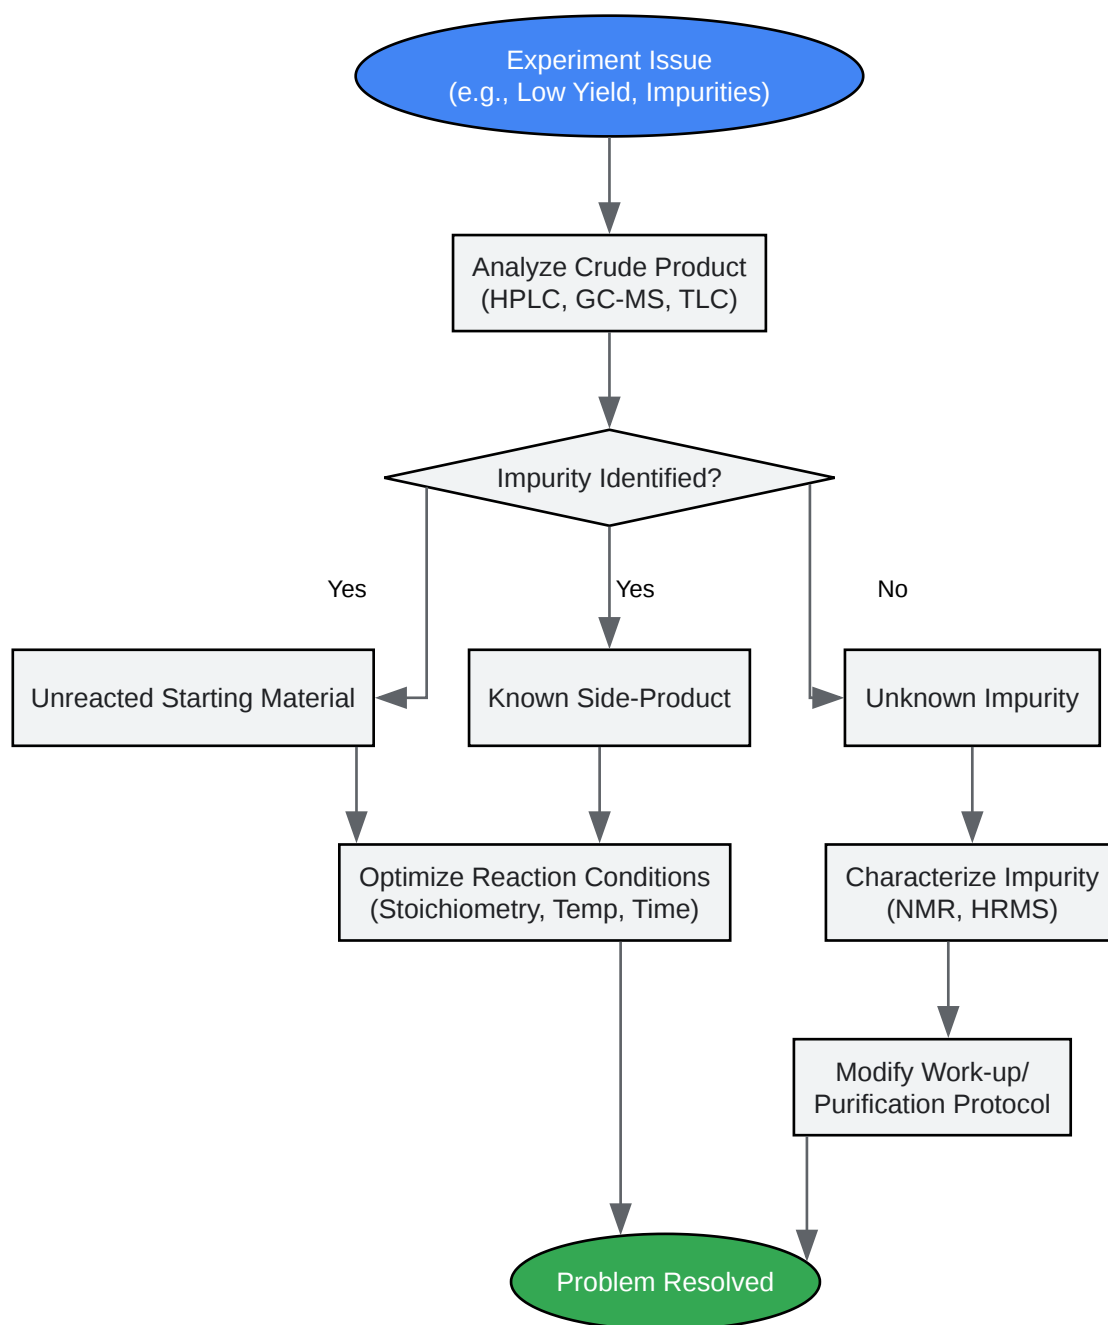 Experiment Issue
(e.g., Low Yield, Impurities)
Analyze Crude Product
(HPLC, GC-MS, TLC)
Impurity Identified?
Yes
Yes
No
Unreacted Starting Material
Known Side-Product
Unknown Impurity
Optimize Reaction Conditions
(Stoichiometry, Temp, Time)
Characterize Impurity
(NMR, HRMS)
Modify Work-up/
Purification Protocol
Problem Resolved